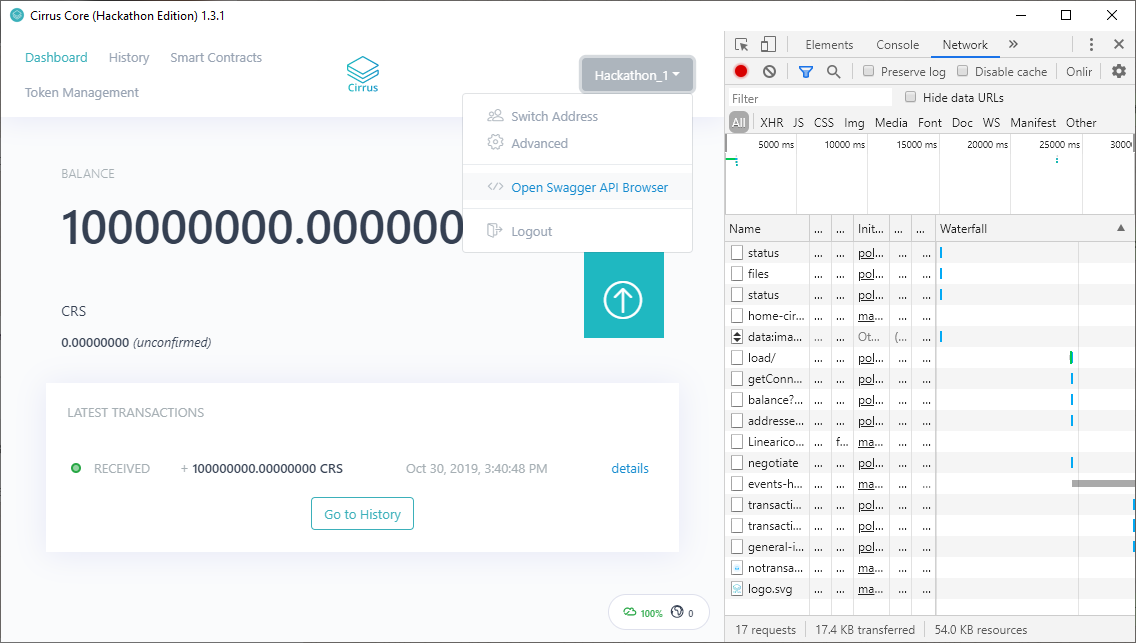 Cirrus Core (Hackathon Edition) 1.3.1
Dashboard History Smart Contracts
Token Management
Cirrus
Hackathon_1
Switch Address
Advanced
Open Swagger API Browser
Logout
BALANCE
100000000.000000
CRS
0.00000000 (unconfirmed)
LATEST TRANSACTIONS
RECEIVED + 100000000.00000000 CRS Oct 30, 2019, 3:40:48 PM details
Go to History
100% 0
Elements Console Network »
Preserve log Disable cache Onlir
Filter Hide data URLs
All XHR JS CSS Img Media Font Doc WS Manifest Other
5000 ms 10000 ms 15000 ms 20000 ms 25000 ms 3000
Name ... ... Init... ... ... Waterfall
status ... ... pol... ... ...
files ... ... pol... ... ...
status ... ... pol... ... ...
home-cir... ... ... ma... ... ...
data:ima... ... ... Ot... (... ...
load/ ... ... pol... ... ...
getConn... ... ... pol... ... ...
balance?... ... ... pol... ... ...
addresse... ... ... pol... ... ...
Linearico... ... f... ma... ... ...
negotiate ... ... pol... ... ...
events-h... ... ... ma... ... ...
transacti... ... ... pol... ... ...
transacti... ... ... pol... ... ...
general-i... ... ... pol... ... ...
notransa... ... ... ma... ... ...
logo.svg ... ... ma... ... ...
17 requests 17.4 KB transferred 54.0 KB resources